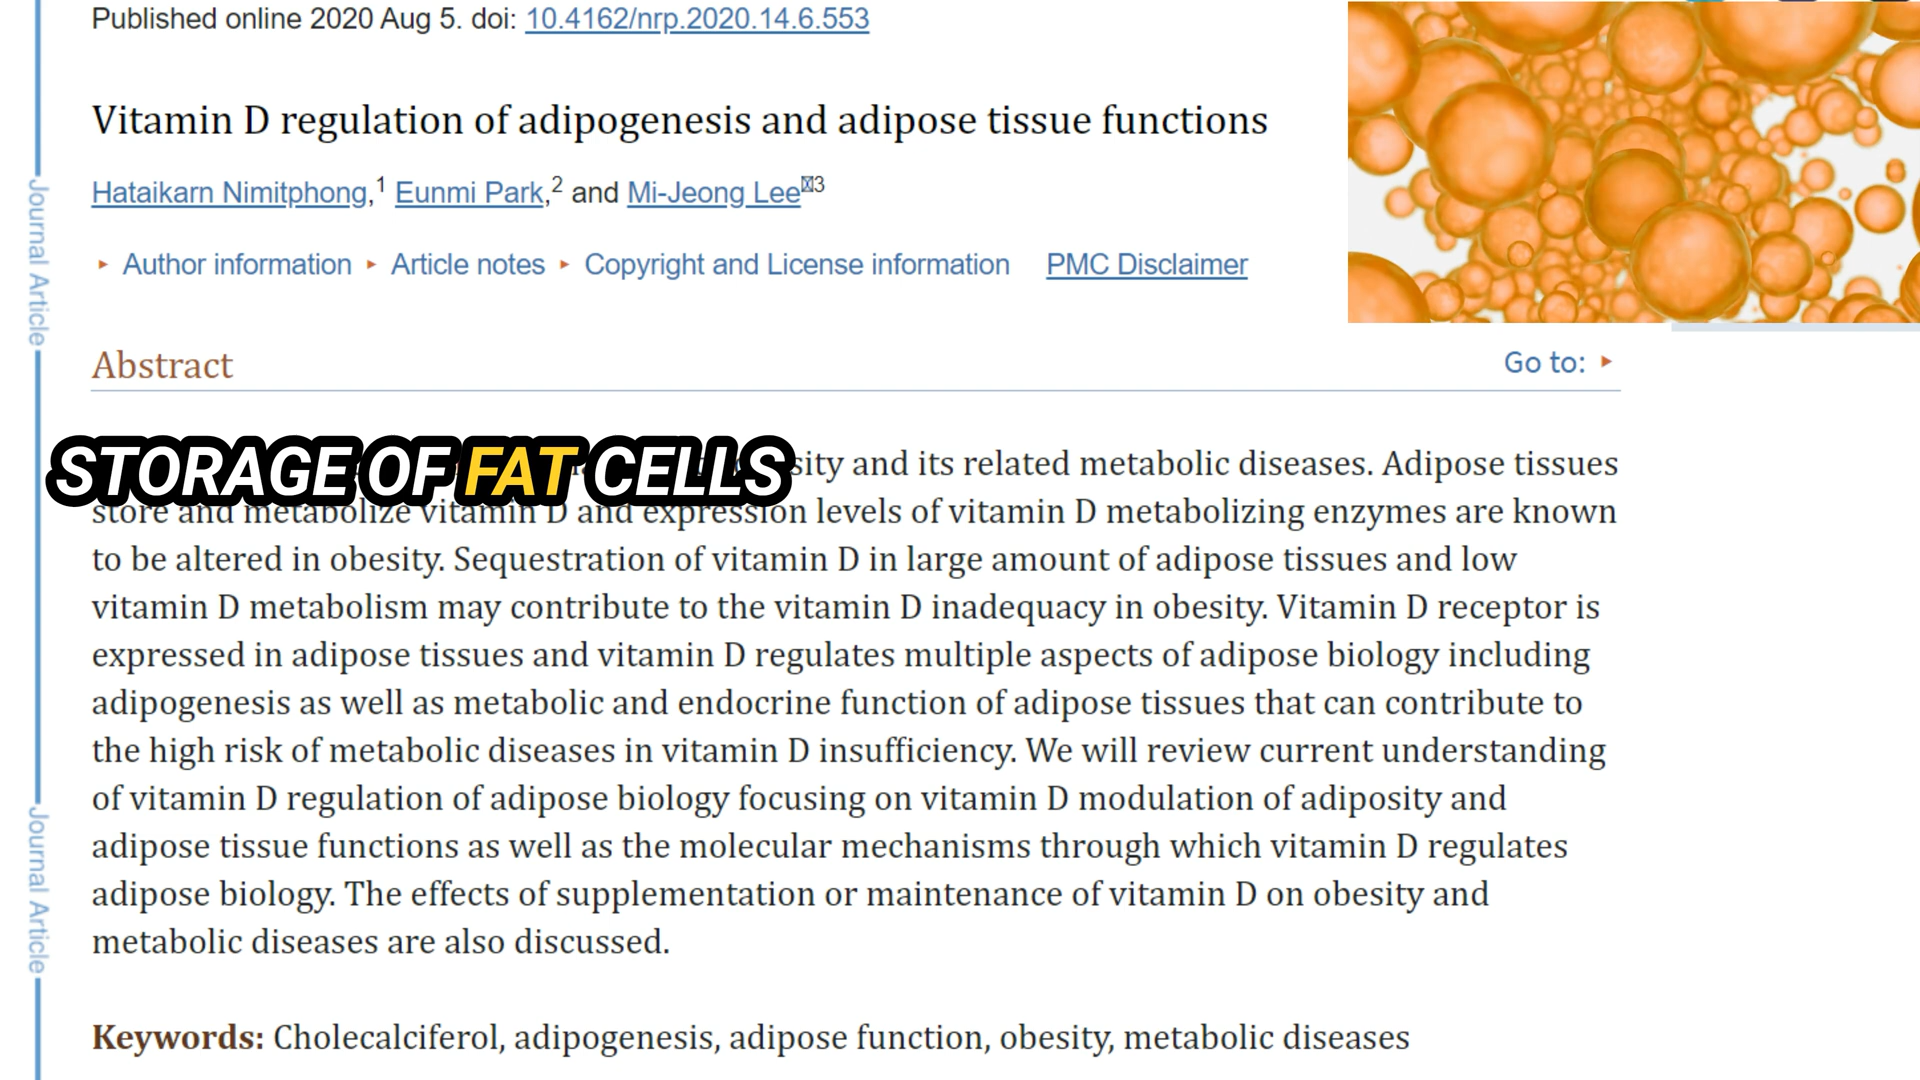 Published online 2020 Aug 5. doi: 10.4162/nrp.2020.14.6.553
Vitamin D regulation of adipogenesis and adipose tissue functions
Hataikarn Nimitphong,1 Eunmi Park,2 and Mi-Jeong Lee3
Author information Article notes Copyright and License information PMC Disclaimer
Abstract
Go to:
STORAGE OF FAT CELLS
and its related metabolic diseases. Adipose tissues
store and metabolize vitamin D and expression levels of vitamin D metabolizing enzymes are known
to be altered in obesity. Sequestration of vitamin D in large amount of adipose tissues and low
vitamin D metabolism may contribute to the vitamin D inadequacy in obesity. Vitamin D receptor is
expressed in adipose tissues and vitamin D regulates multiple aspects of adipose biology including
adipogenesis as well as metabolic and endocrine function of adipose tissues that can contribute to
the high risk of metabolic diseases in vitamin D insufficiency. We will review current understanding
of vitamin D regulation of adipose biology focusing on vitamin D modulation of adiposity and
adipose tissue functions as well as the molecular mechanisms through which vitamin D regulates
adipose biology. The effects of supplementation or maintenance of vitamin D on obesity and
metabolic diseases are also discussed.
Keywords: Cholecalciferol, adipogenesis, adipose function, obesity, metabolic diseases
Journal Article
Journal Article